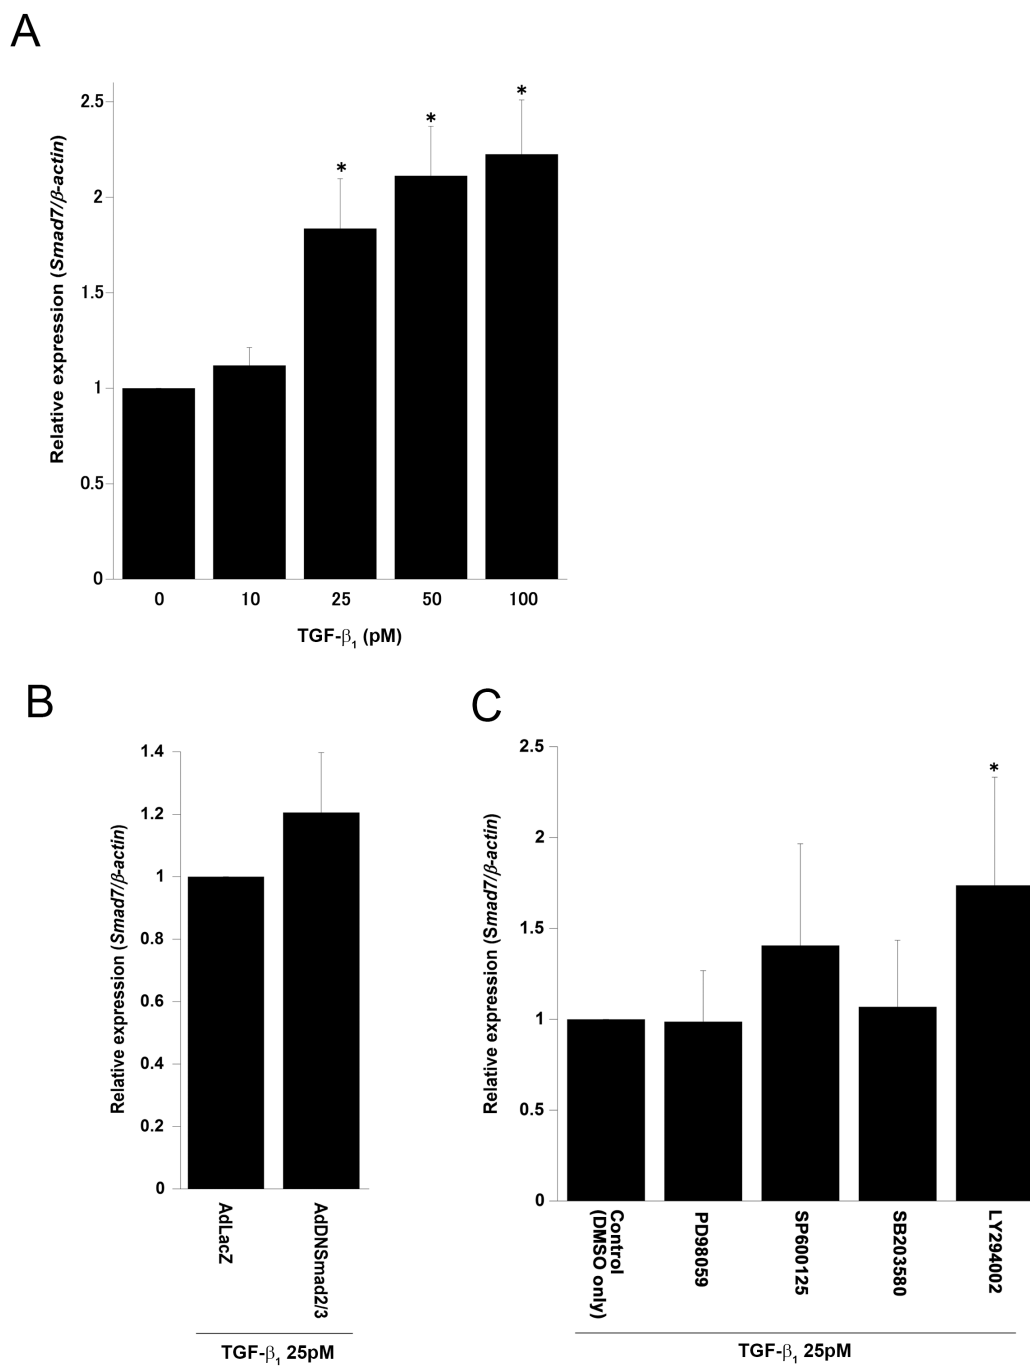 A
Relative expression (Smad7/β-actin)
2.5
2
1.5
1
0.5
0
* * *
0 10 25 50 100
TGF-β1 (pM)
B
Relative expression (Smad7/β-actin)
1.4
1.2
1
0.8
0.6
0.4
0.2
0
AdLacZ
AdDNSmad2/3
TGF-β1 25pM
C
Relative expression (Smad7/β-actin)
2.5
2
1.5
1
0.5
0
*
Control
(DMSO only)
PD98059
SP600125
SB203580
LY294002
TGF-β1 25pM